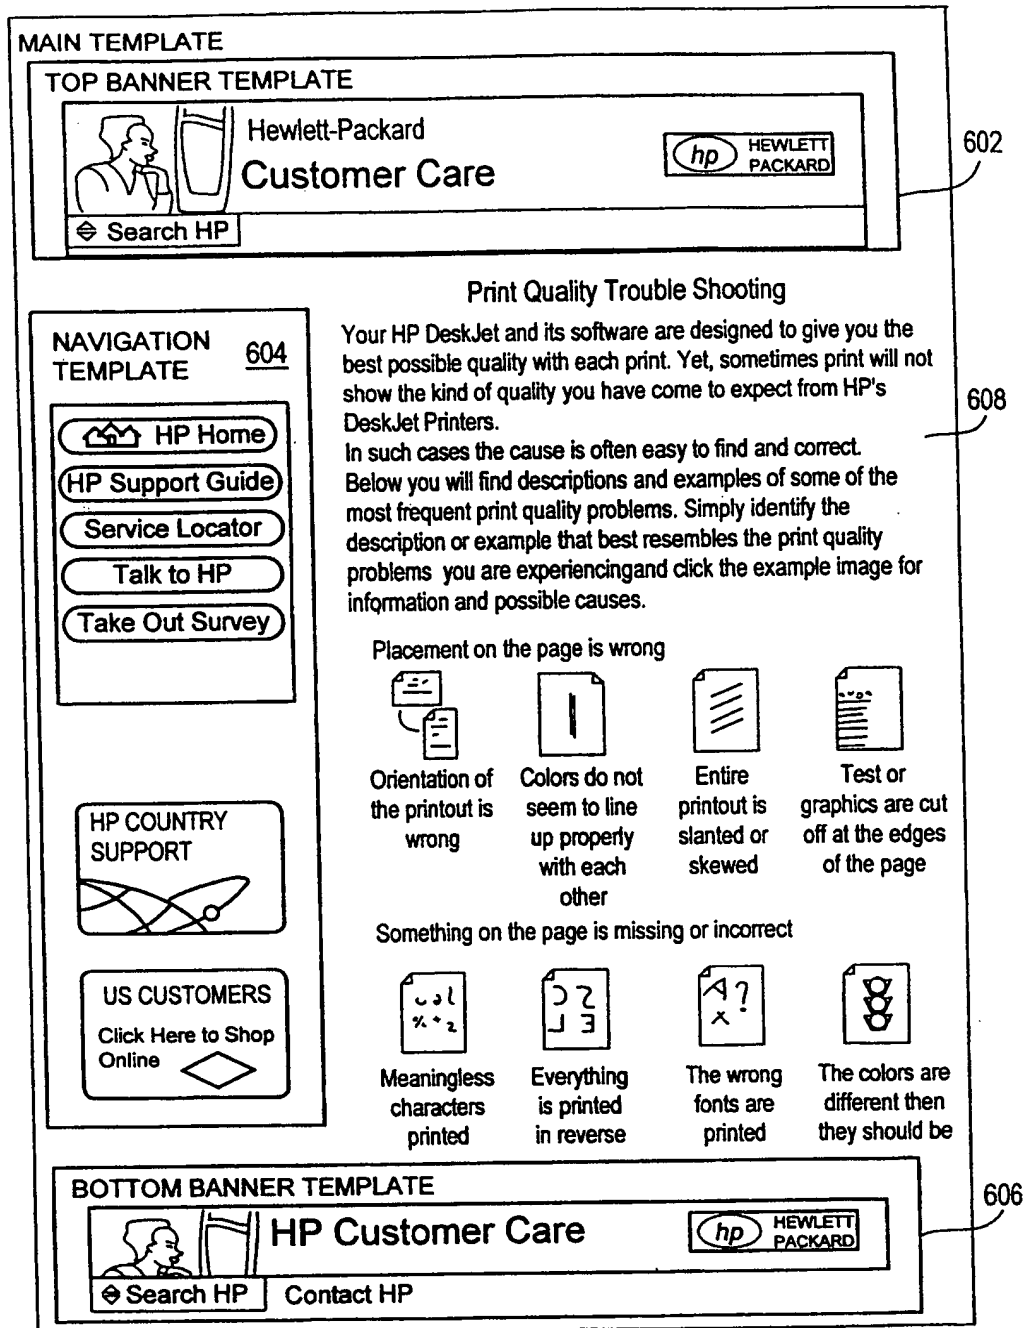 MAIN TEMPLATE
TOP BANNER TEMPLATE
Hewlett-Packard
Customer Care
hp HEWLETT
PACKARD
Search HP
602
Print Quality Trouble Shooting
Your HP DeskJet and its software are designed to give you the
best possible quality with each print. Yet, sometimes print will not
show the kind of quality you have come to expect from HP's
DeskJet Printers.
In such cases the cause is often easy to find and correct.
Below you will find descriptions and examples of some of the
most frequent print quality problems. Simply identify the
description or example that best resembles the print quality
problems you are experiencingand click the example image for
information and possible causes.
608
NAVIGATION
TEMPLATE
604
HP Home
HP Support Guide
Service Locator
Talk to HP
Take Out Survey
HP COUNTRY
SUPPORT
US CUSTOMERS
Click Here to Shop
Online
Placement on the page is wrong
Orientation of
the printout is
wrong
Colors do not
seem to line
up properly
with each
other
Entire
printout is
slanted or
skewed
Test or
graphics are cut
off at the edges
of the page
Something on the page is missing or incorrect
A ?
x
Meaningless
characters
printed
Everything
is printed
in reverse
The wrong
fonts are
printed
The colors are
different then
they should be
BOTTOM BANNER TEMPLATE
HP Customer Care
hp HEWLETT
PACKARD
Search HP
Contact HP
606